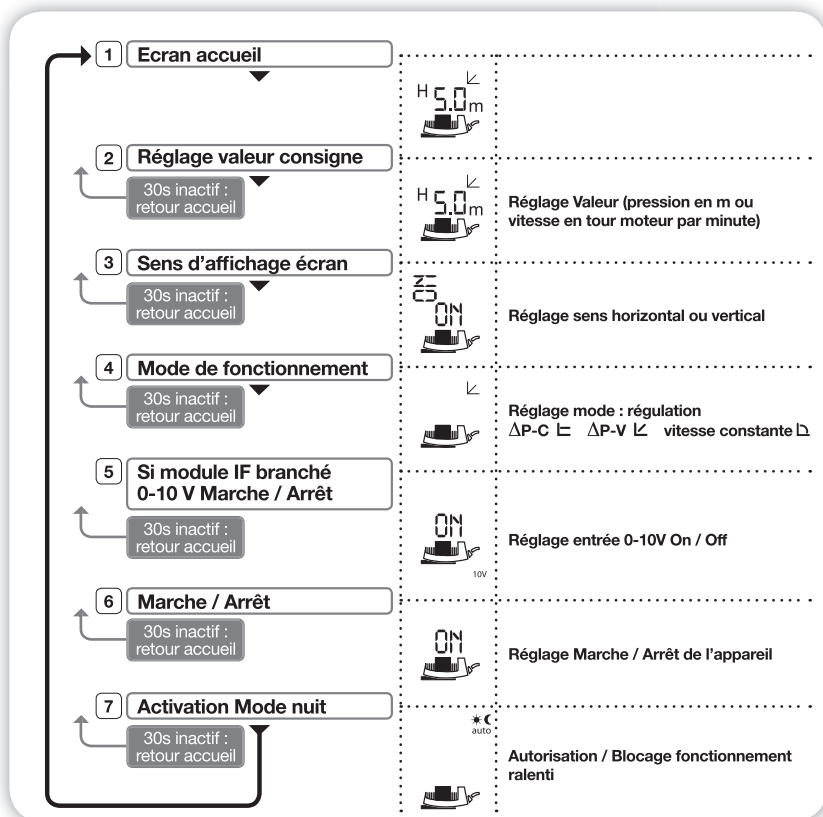 1 Ecran accueil
H 5.0 m
2 Réglage valeur consigne
30s inactif :
retour accueil
H 5.0 m
Réglage Valeur (pression en m ou
vitesse en tour moteur par minute)
3 Sens d'affichage écran
30s inactif :
retour accueil
ON
Réglage sens horizontal ou vertical
4 Mode de fonctionnement
30s inactif :
retour accueil
Réglage mode : régulation
ΔP-C ΔP-V vitesse constante
5 Si module IF branché
0-10 V Marche / Arrêt
30s inactif :
retour accueil
ON
10V
Réglage entrée 0-10V On / Off
6 Marche / Arrêt
30s inactif :
retour accueil
ON
Réglage Marche / Arrêt de l'appareil
7 Activation Mode nuit
30s inactif :
retour accueil
auto
Autorisation / Blocage fonctionnement
ralenti